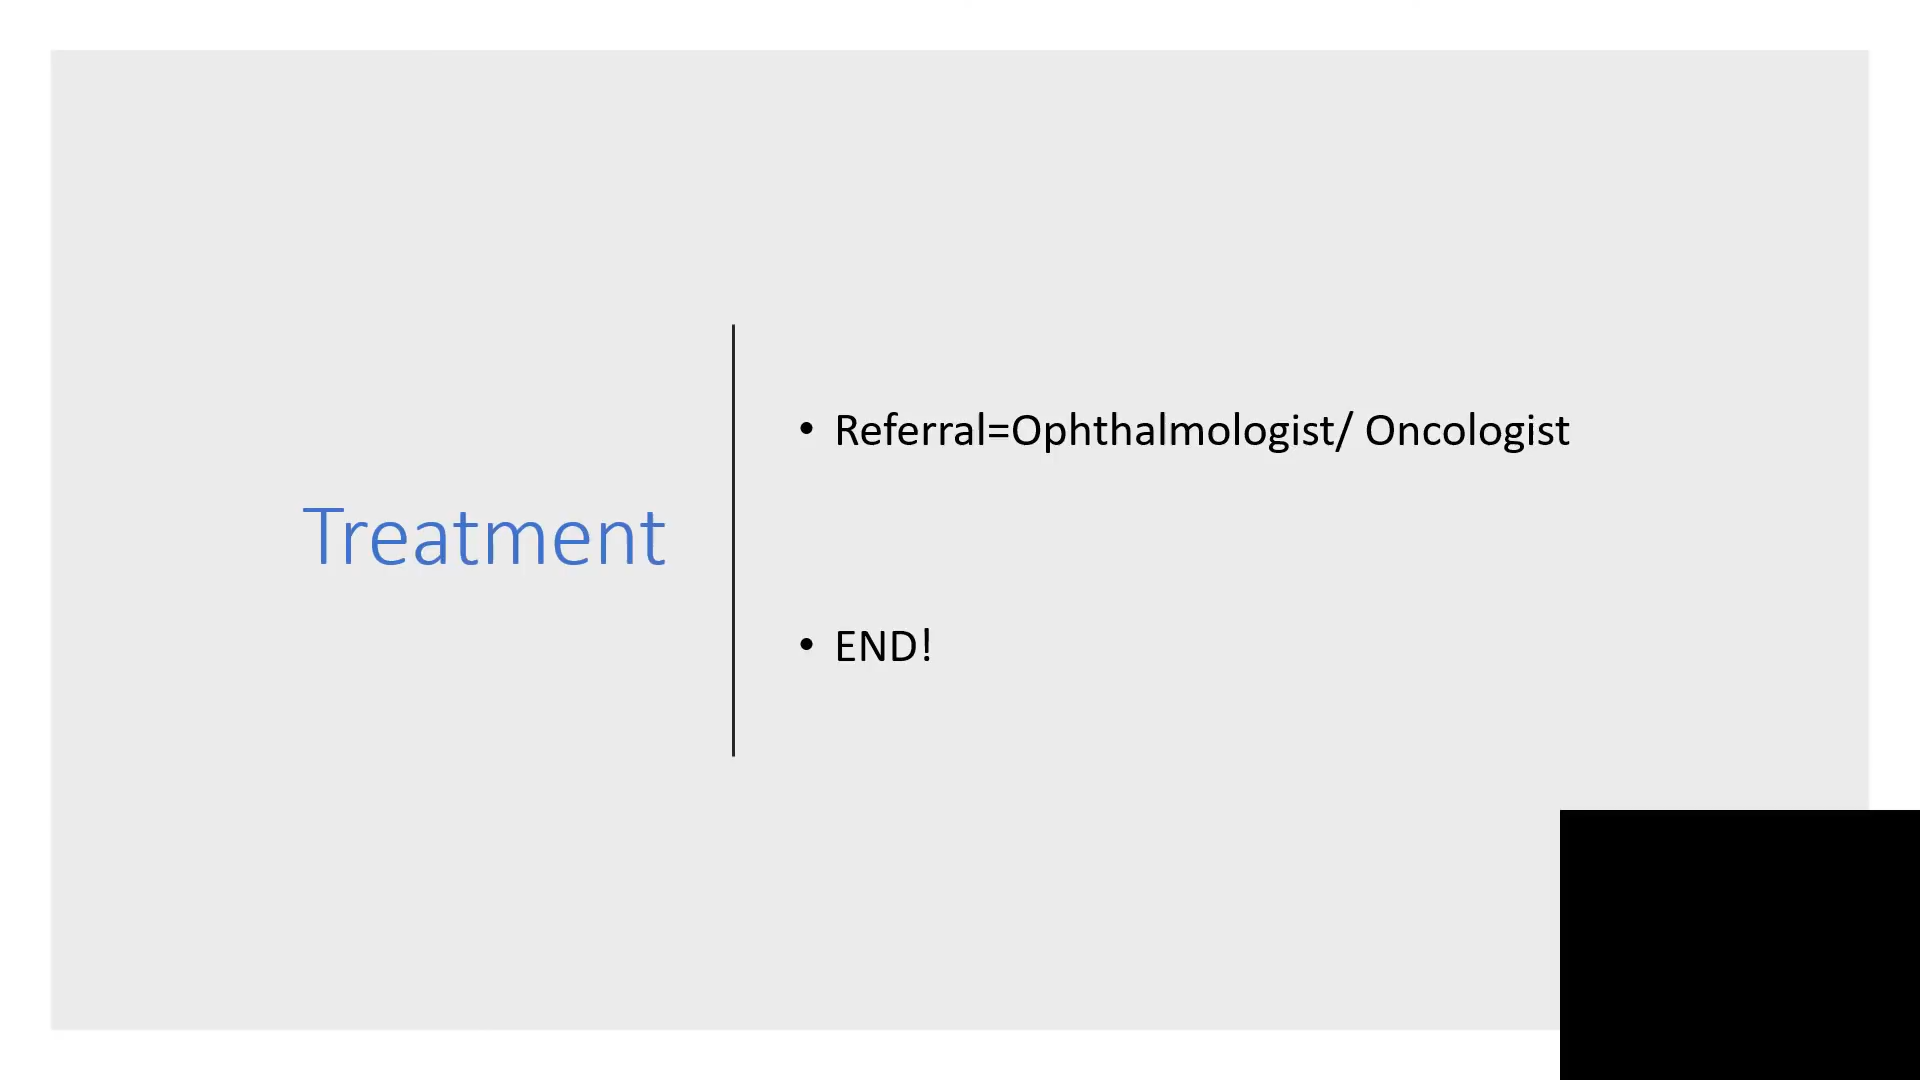 Treatment
• Referral=Ophthalmologist/ Oncologist
• END!